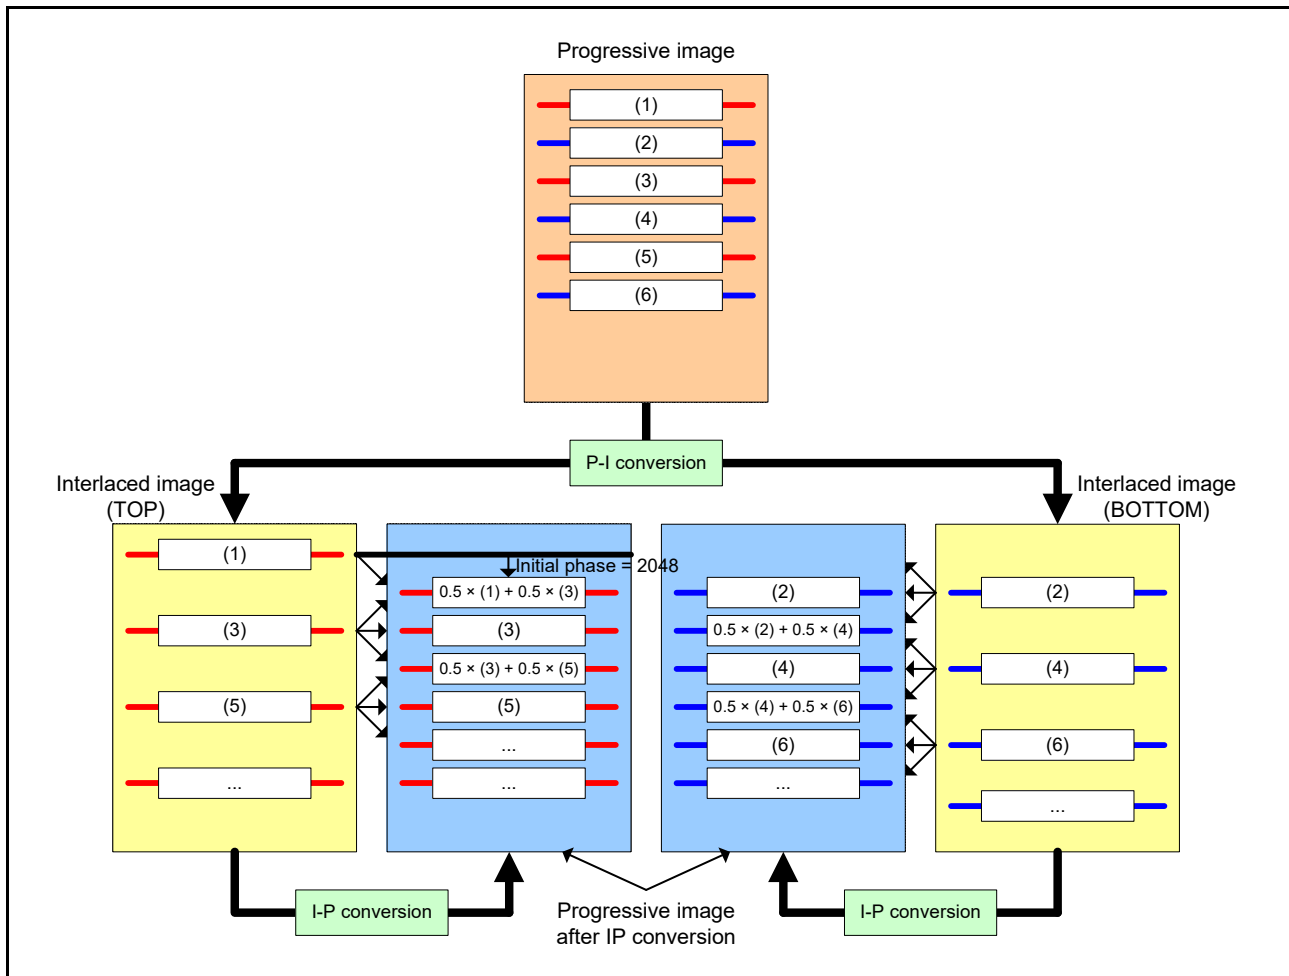 Progressive image
(1)
(2)
(3)
(4)
(5)
(6)
P-I conversion
Interlaced image
(TOP)
Interlaced image
(BOTTOM)
(1)
(3)
(5)
...
Initial phase = 2048
0.5 × (1) + 0.5 × (3)
(3)
0.5 × (3) + 0.5 × (5)
(5)
...
...
(2)
0.5 × (2) + 0.5 × (4)
(4)
0.5 × (4) + 0.5 × (6)
(6)
...
(2)
(4)
(6)
...
I-P conversion
Progressive image
after IP conversion
I-P conversion